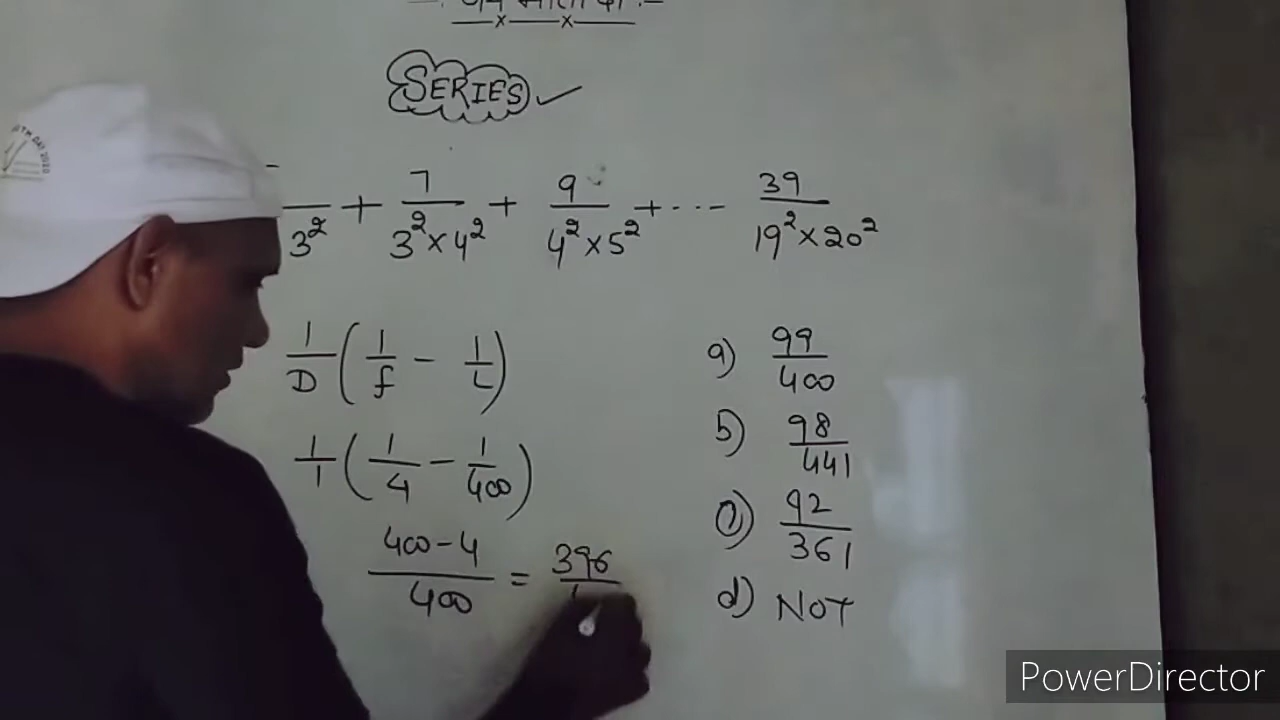 SERIES ✓
3² + 7/3²×4² + 9/4²×5² + ---- 39/19²×20²
1/D (1/f - 1/L)
a) 99/400
1/1 (1/4 - 1/400)
b) 98/441
c) 92/361
400-4/400 = 396
d) NOT
PowerDirector